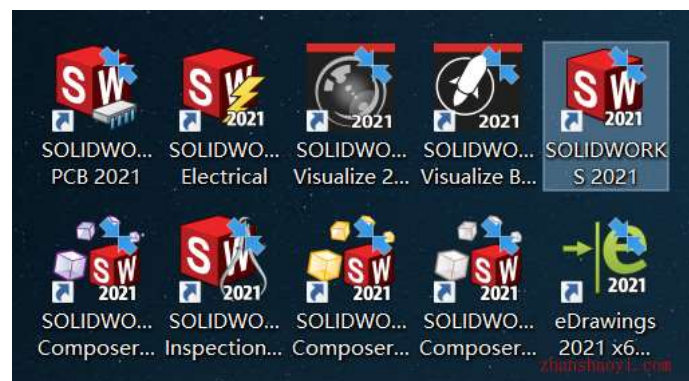 SW
SW
2021
2021
2021
SW
2021
SOLIDWO...
SOLIDWO...
SOLIDWO...
SOLIDWO...
SOLIDWORK
PCB 2021
Electrical
Visualize 2...
Visualize B...
S 2021
SW
2021
SW
2021
SW
2021
SW
2021
e
2021
SOLIDWO...
SOLIDWO...
SOLIDWO...
SOLIDWO...
eDrawings
Composer...
Inspection...
Composer...
Composer...
2021 x6...
zhanshaoyi.com